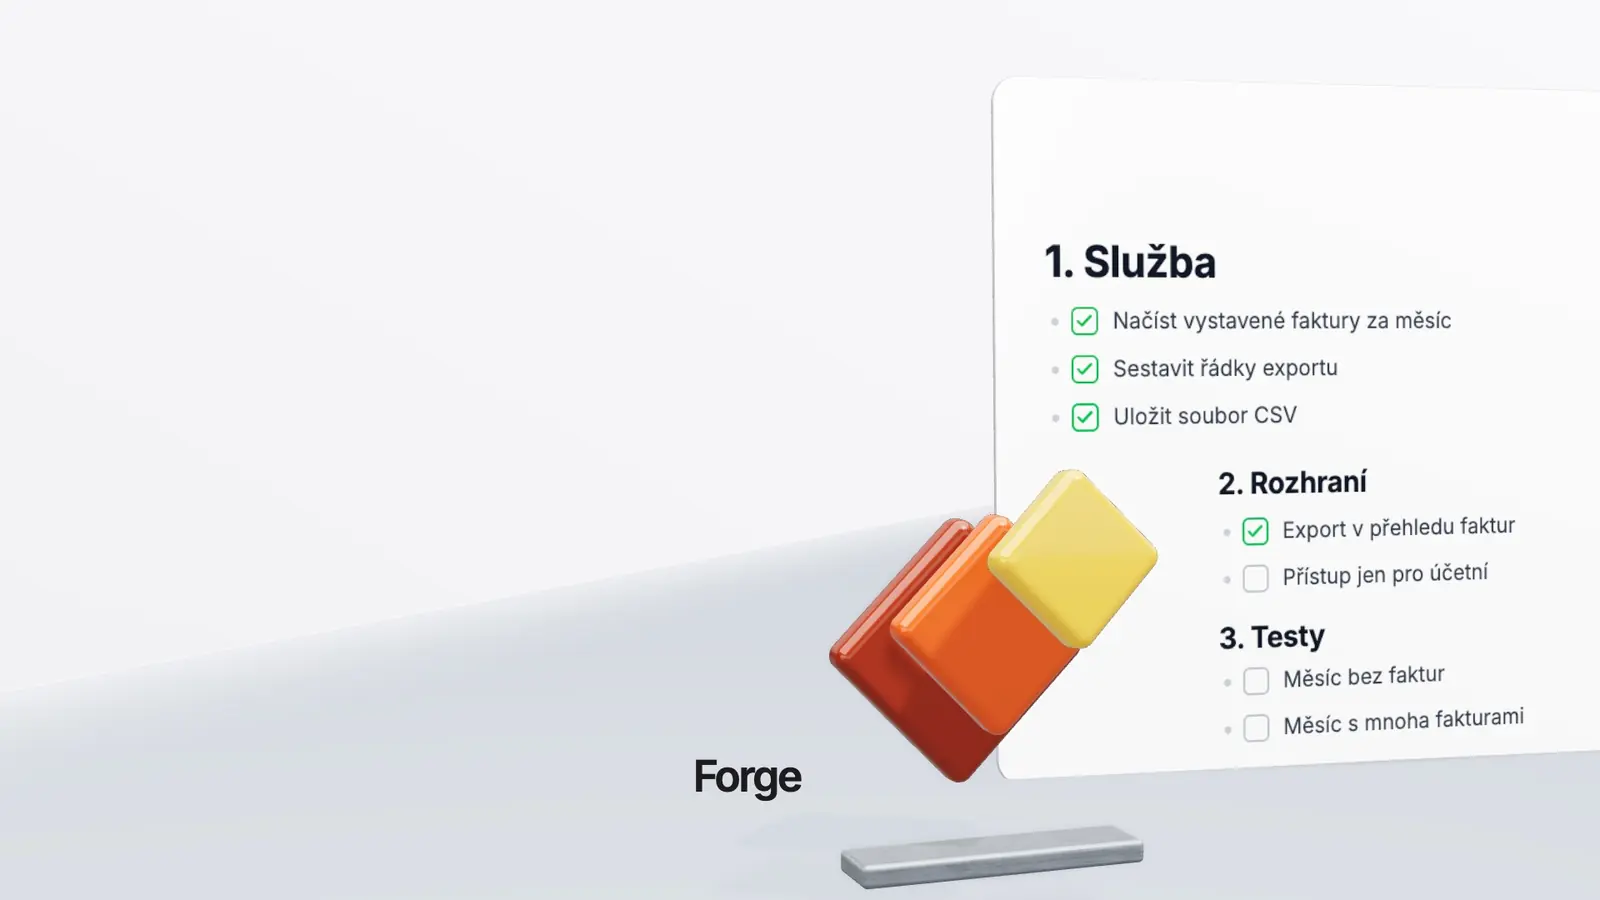 1. Služba
Načíst vystavené faktury za měsíc
Sestavit řádky exportu
Uložit soubor CSV
2. Rozhraní
Export v přehledu faktur
Přístup jen pro účetní
3. Testy
Měsíc bez faktur
Měsíc s mnoha fakturami
Forge